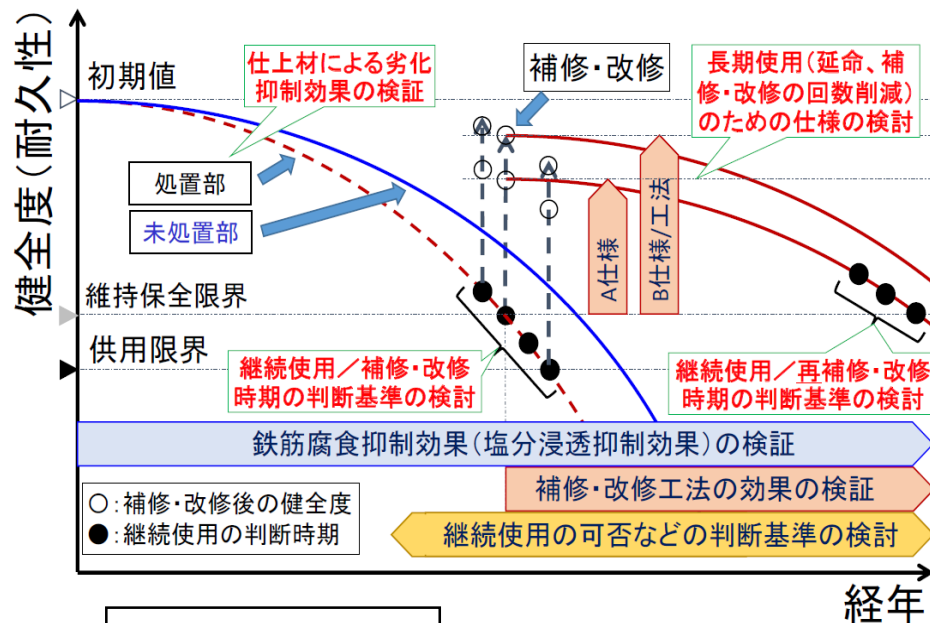 健全度(耐久性)
初期値
仕上材による劣化
抑制効果の検証
補修・改修
長期使用(延命、補
修・改修の回数削減)
のための仕様の検討
処置部
未処置部
A仕様
B仕様/工法
維持保全限界
供用限界
継続使用／補修・改修
時期の判断基準の検討
継続使用／再補修・改修
時期の判断基準の検討
鉄筋腐食抑制効果(塩分浸透抑制効果)の検証
補修・改修工法の効果の検証
継続使用の可否などの判断基準の検討
○:補修・改修後の健全度
●:継続使用の判断時期
経年